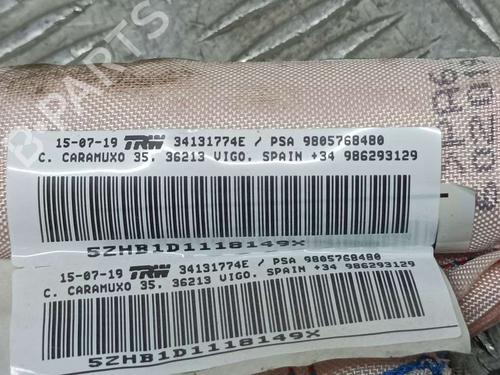 15-07-19 TRW 34131774E / PSA 9805768480
C. CARAMUXO 35. 36213 VIGO. SPAIN +34 986293129
5ZHB1D1118149X
15-07-19 TRW 34131774E / PSA 9805768480
C. CARAMUXO 35. 36213 VIGO. SPAIN +34 986293129
5ZHB1D1118149X